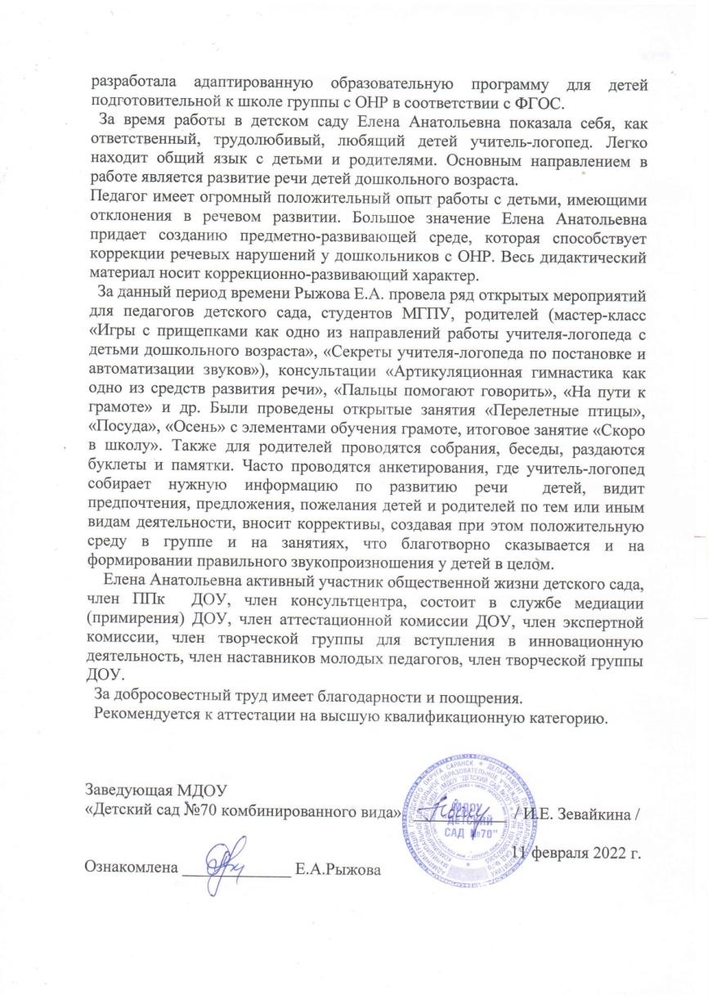 разработала адаптированную образовательную программу для детей
подготовительной к школе группы с ОНР в соответствии с ФГОС.
За время работы в детском саду Елена Анатольевна показала себя, как
ответственный, трудолюбивый, любящий детей учитель-логопед. Легко
находит общий язык с детьми и родителями. Основным направлением в
работе является развитие речи детей дошкольного возраста.
Педагог имеет огромный положительный опыт работы с детьми, имеющими
отклонения в речевом развитии. Большое значение Елена Анатольевна
придает созданию предметно-развивающей среде, которая способствует
коррекции речевых нарушений у дошкольников с ОНР. Весь дидактический
материал носит коррекционно-развивающий характер.
За данный период времени Рыжова Е.А. провела ряд открытых мероприятий
для педагогов детского сада, студентов МГПУ, родителей (мастер-класс
«Игры с прищепками как одно из направлений работы учителя-логопеда с
детьми дошкольного возраста», «Секреты учителя-логопеда по постановке и
автоматизации звуков»), консультации «Артикуляционная гимнастика как
одно из средств развития речи», «Пальцы помогают говорить», «На пути к
грамоте» и др. Были проведены открытые занятия «Перелетные птицы»,
«Посуда», «Осень» с элементами обучения грамоте, итоговое занятие «Скоро
в школу». Также для родителей проводятся собрания, беседы, раздаются
буклеты и памятки. Часто проводятся анкетирования, где учитель-логопед
собирает нужную информацию по развитию речи детей, видит
предпочтения, предложения, пожелания детей и родителей по тем или иным
видам деятельности, вносит коррективы, создавая при этом положительную
среду в группе и на занятиях, что благотворно сказывается и на
формировании правильного звукопроизношения у детей в целом.
Елена Анатольевна активный участник общественной жизни детского сада,
член ППк ДОУ, член консультцентра, состоит в службе медиации
(примирения) ДОУ, член аттестационной комиссии ДОУ, член экспертной
комиссии, член творческой группы для вступления в инновационную
деятельность, член наставников молодых педагогов, член творческой группы
ДОУ.
За добросовестный труд имеет благодарности и поощрения.
Рекомендуется к аттестации на высшую квалификационную категорию.
Заведующая МДОУ
«Детский сад №70 комбинированного вида» ____________ / И.Е. Зевайкина /
МДОУ
"ДЕТСКИЙ
САД №70"
11 февраля 2022 г.
Ознакомлена _____________ Е.А.Рыжова